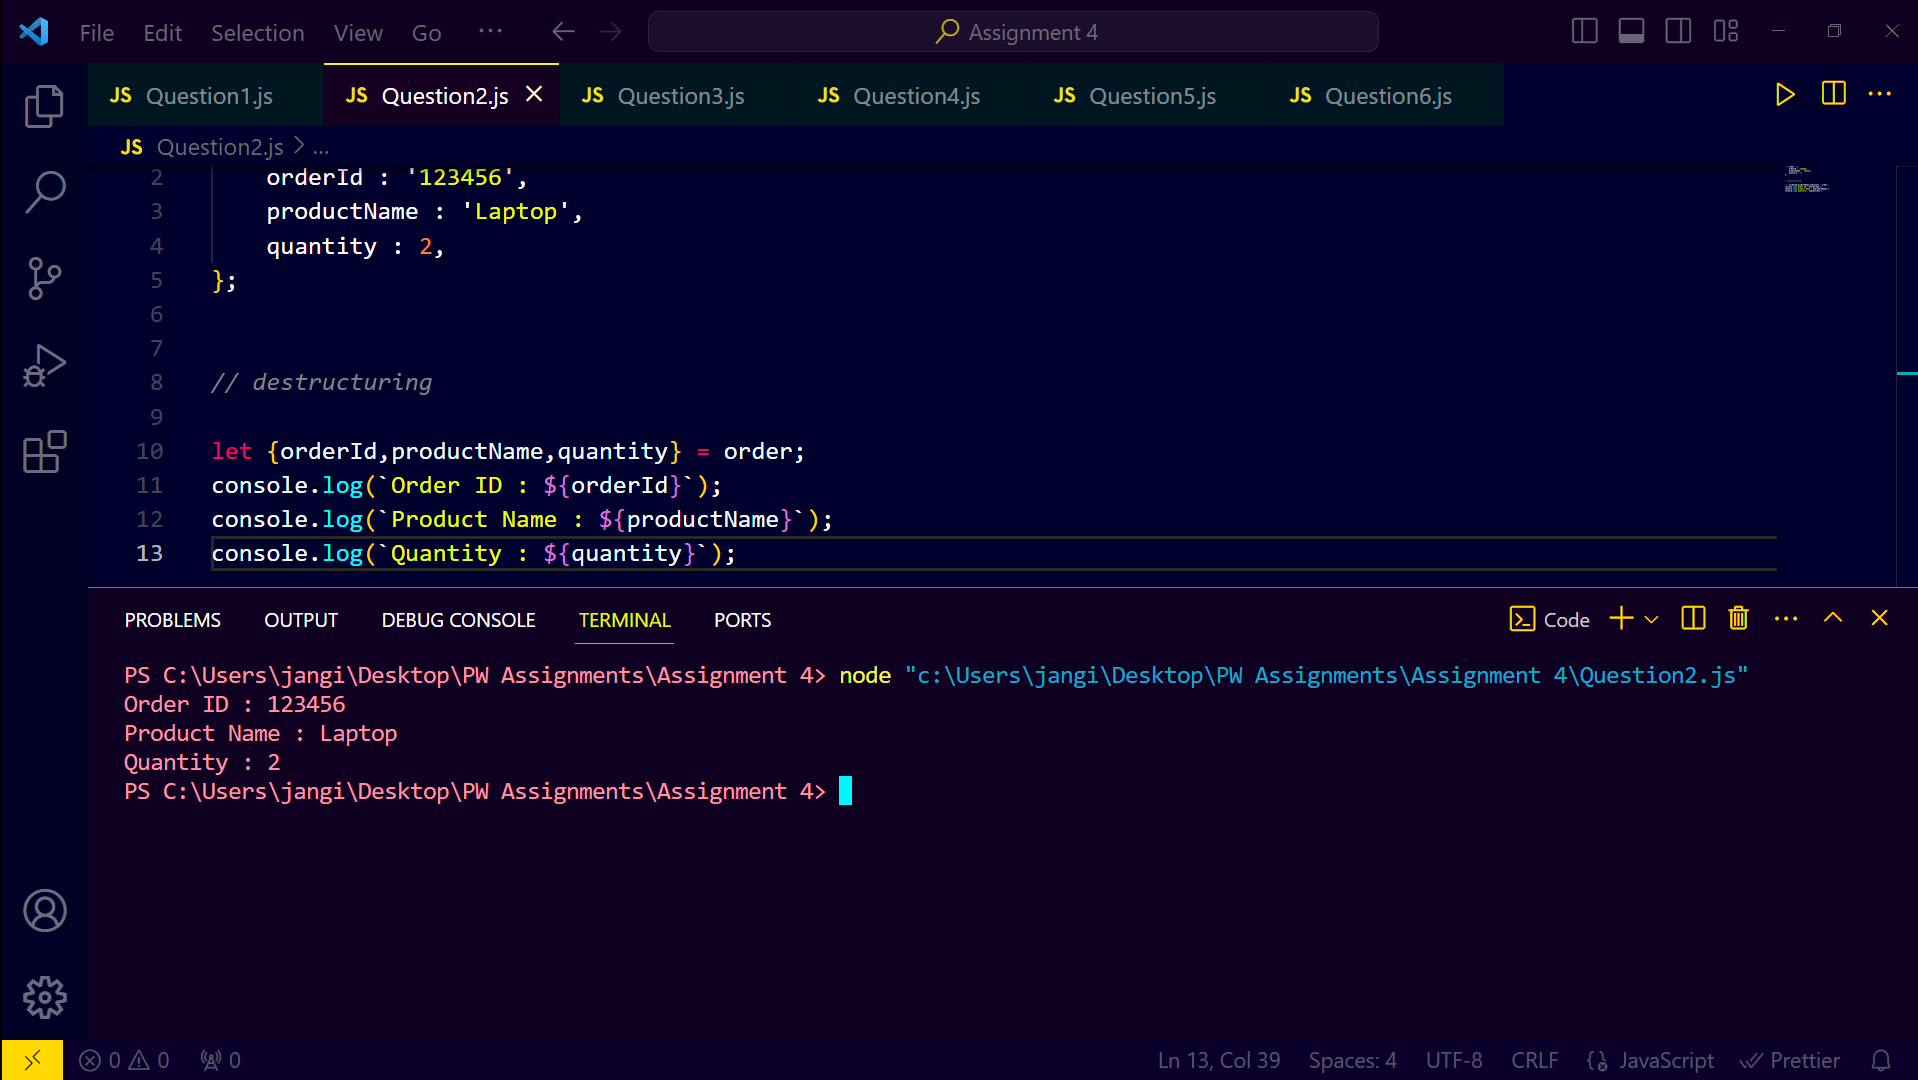 File Edit Selection View Go ··· Assignment 4
JS Question1.js JS Question2.js JS Question3.js JS Question4.js JS Question5.js JS Question6.js
JS Question2.js > ...
2 orderId : '123456',
3 productName : 'Laptop',
4 quantity : 2,
5 };
6
7
8 // destructuring
9
10 let {orderId,productName,quantity} = order;
11 console.log(`Order ID : ${orderId}`);
12 console.log(`Product Name : ${productName}`);
13 console.log(`Quantity : ${quantity}`);
PROBLEMS OUTPUT DEBUG CONSOLE TERMINAL PORTS Code
PS C:\Users\jangi\Desktop\PW Assignments\Assignment 4> node "c:\Users\jangi\Desktop\PW Assignments\Assignment 4\Question2.js"
Order ID : 123456
Product Name : Laptop
Quantity : 2
PS C:\Users\jangi\Desktop\PW Assignments\Assignment 4>
0 0 0 Ln 13, Col 39 Spaces: 4 UTF-8 CRLF JavaScript Prettier